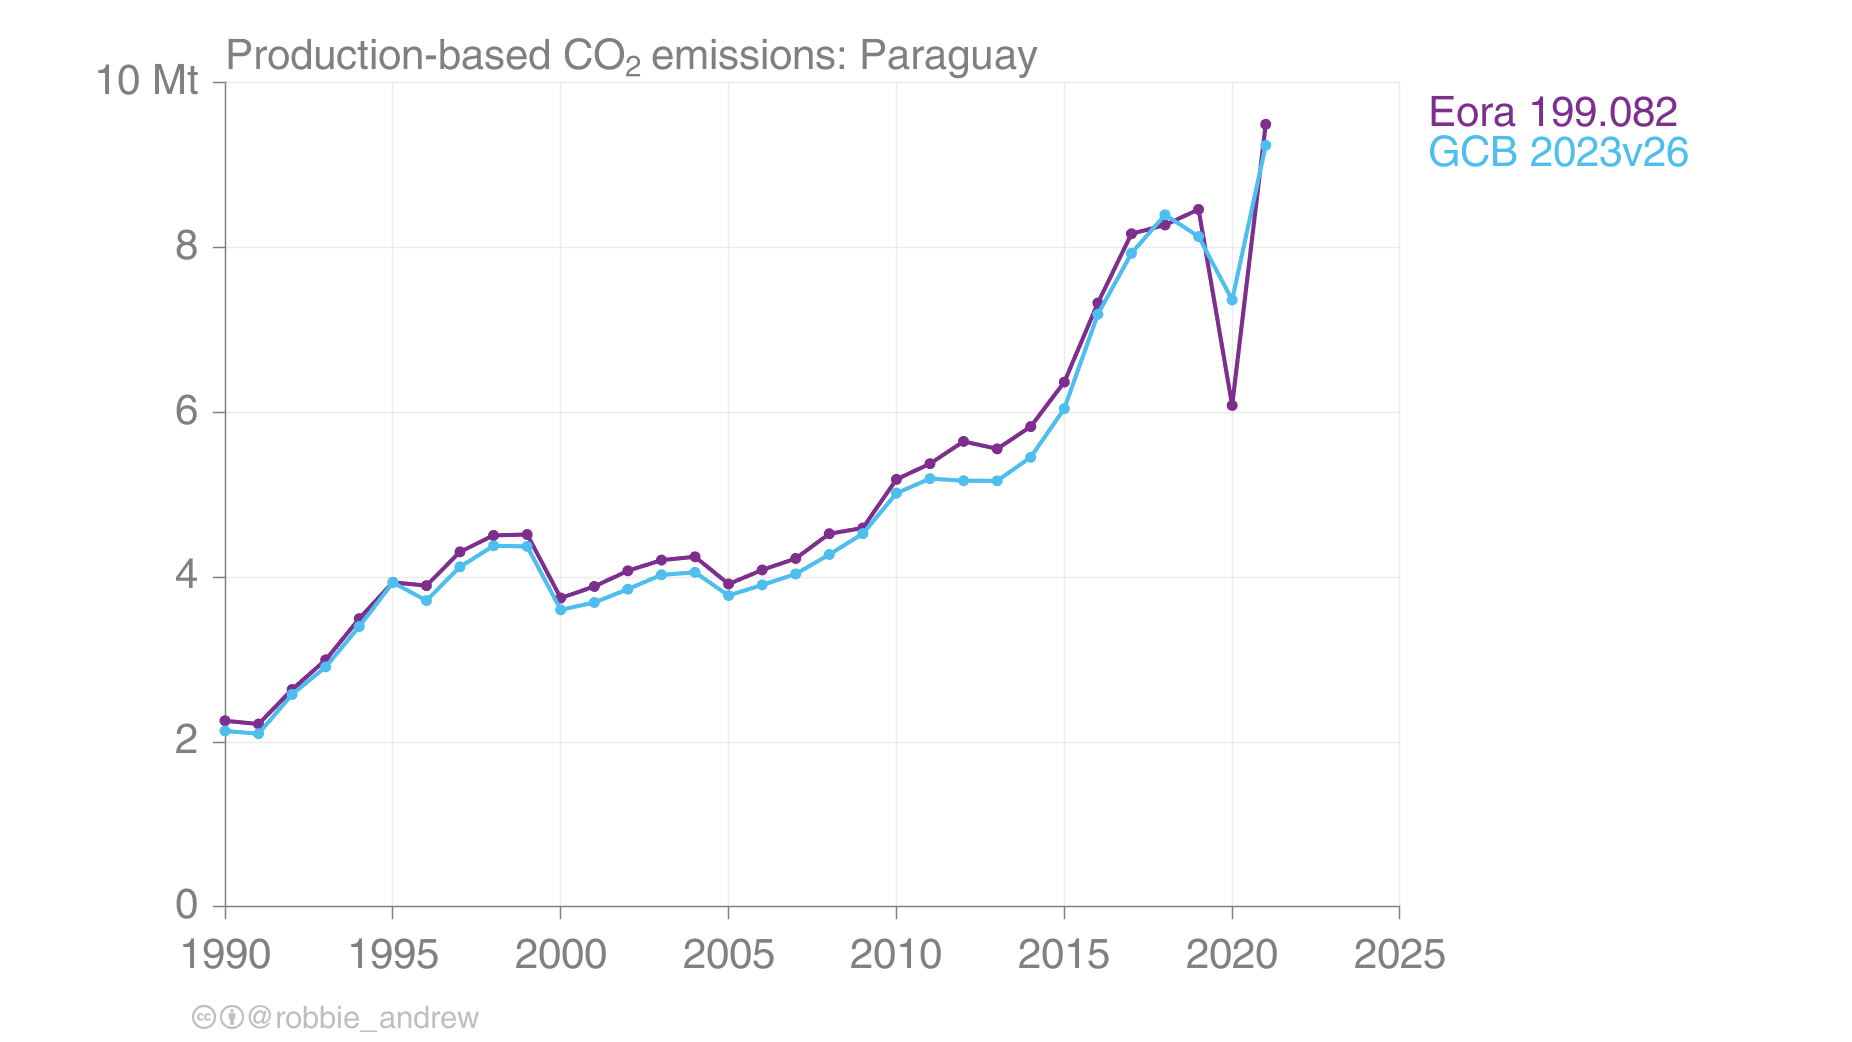 Production-based CO₂ emissions: Paraguay
10 Mt
8
6
4
2
0
1990 1995 2000 2005 2010 2015 2020 2025
Eora 199.082
GCB 2023v26
@robbie_andrew